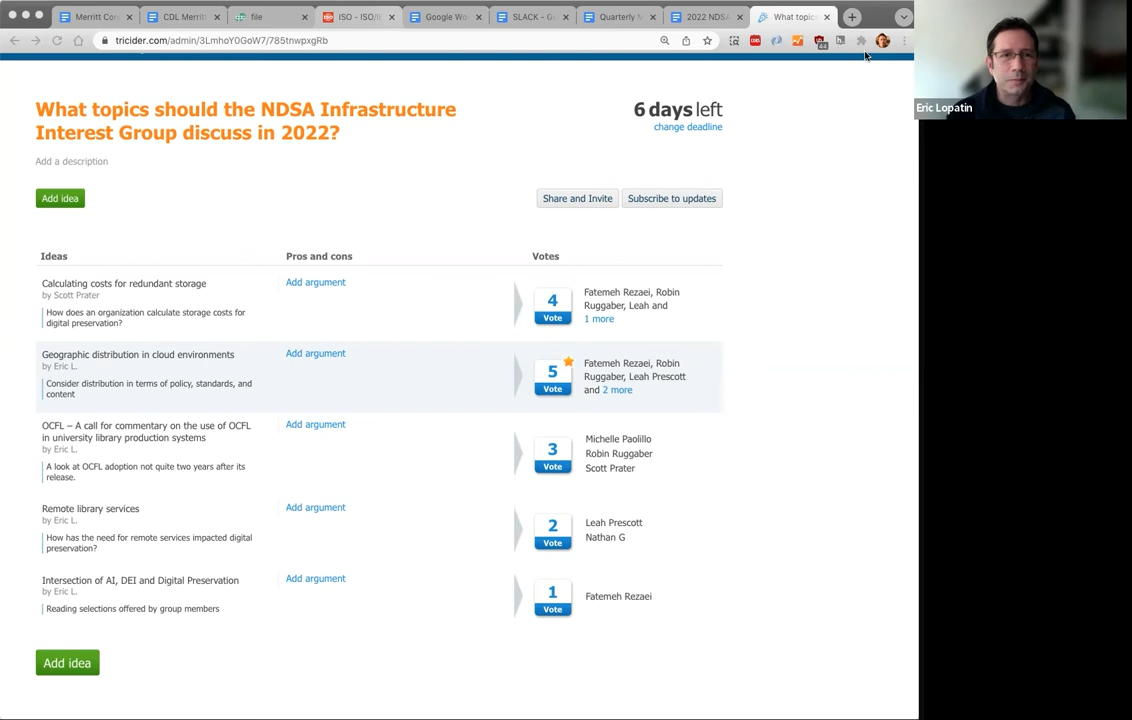 Merritt Cor
CDL Merritt
file
ISO - ISO/IE
Google Wo
SLACK - G
Quarterly M
2022 NDSA
What topic
tricider.com/admin/3LmhoY0GoW7/785tnwpxgRb
Eric Lopatin
What topics should the NDSA Infrastructure
Interest Group discuss in 2022?
6 days left
change deadline
Add a description
Add idea
Share and Invite
Subscribe to updates
Ideas
Pros and cons
Votes
Calculating costs for redundant storage
by Scott Prater
How does an organization calculate storage costs for
digital preservation?
Add argument
4
Vote
Fatemeh Rezaei, Robin
Ruggaber, Leah and
1 more
Geographic distribution in cloud environments
by Eric L.
Consider distribution in terms of policy, standards, and
content
Add argument
5
Vote
Fatemeh Rezaei, Robin
Ruggaber, Leah Prescott
and 2 more
OCFL – A call for commentary on the use of OCFL
in university library production systems
by Eric L.
A look at OCFL adoption not quite two years after its
release.
Add argument
3
Vote
Michelle Paolillo
Robin Ruggaber
Scott Prater
Remote library services
by Eric L.
How has the need for remote services impacted digital
preservation?
Add argument
2
Vote
Leah Prescott
Nathan G
Intersection of AI, DEI and Digital Preservation
by Eric L.
Reading selections offered by group members
Add argument
1
Vote
Fatemeh Rezaei
Add idea